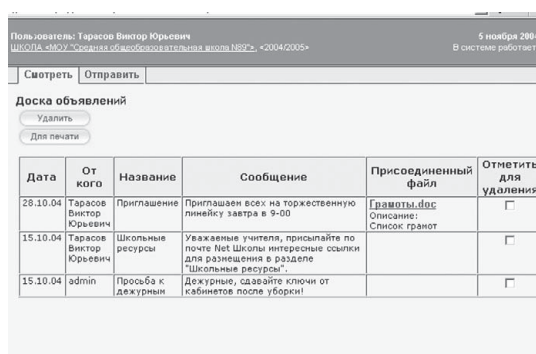 Пользователь: Тарасов Виктор Юрьевич
5 ноября 200
ШКОЛА «МОУ "Средняя общеобразовательная школа N89"», «2004/2005»
В системе работает
Смотреть Отправить
Доска объявлений
Удалить
Для печати
Дата
От
кого
Название
Сообщение
Присоединенный
файл
Отметить
для
удаления
28.10.04
Тарасов
Виктор
Юрьевич
Приглашение
Приглашаем всех на торжественную
линейку завтра в 9-00
Грамоты.doc
Описание:
Список грамот
15.10.04
Тарасов
Виктор
Юрьевич
Школьные
ресурсы
Уважаемые учителя, присылайте по
почте Net Школы интересные ссылки
для размещения в разделе
"Школьные ресурсы".
15.10.04
admin
Просьба к
дежурным
Дежурные, сдавайте ключи от
кабинетов после уборки!